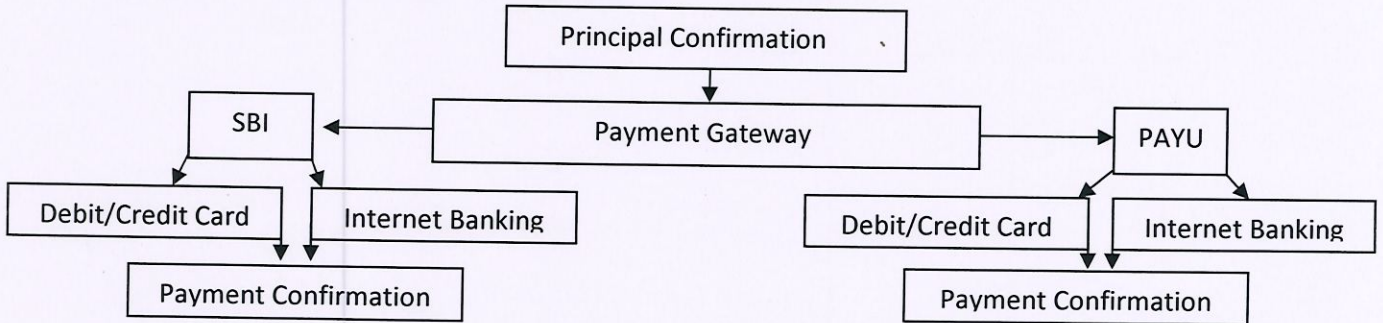 Principal Confirmation
SBI
Payment Gateway
PAYU
Debit/Credit Card
Internet Banking
Debit/Credit Card
Internet Banking
Payment Confirmation
Payment Confirmation